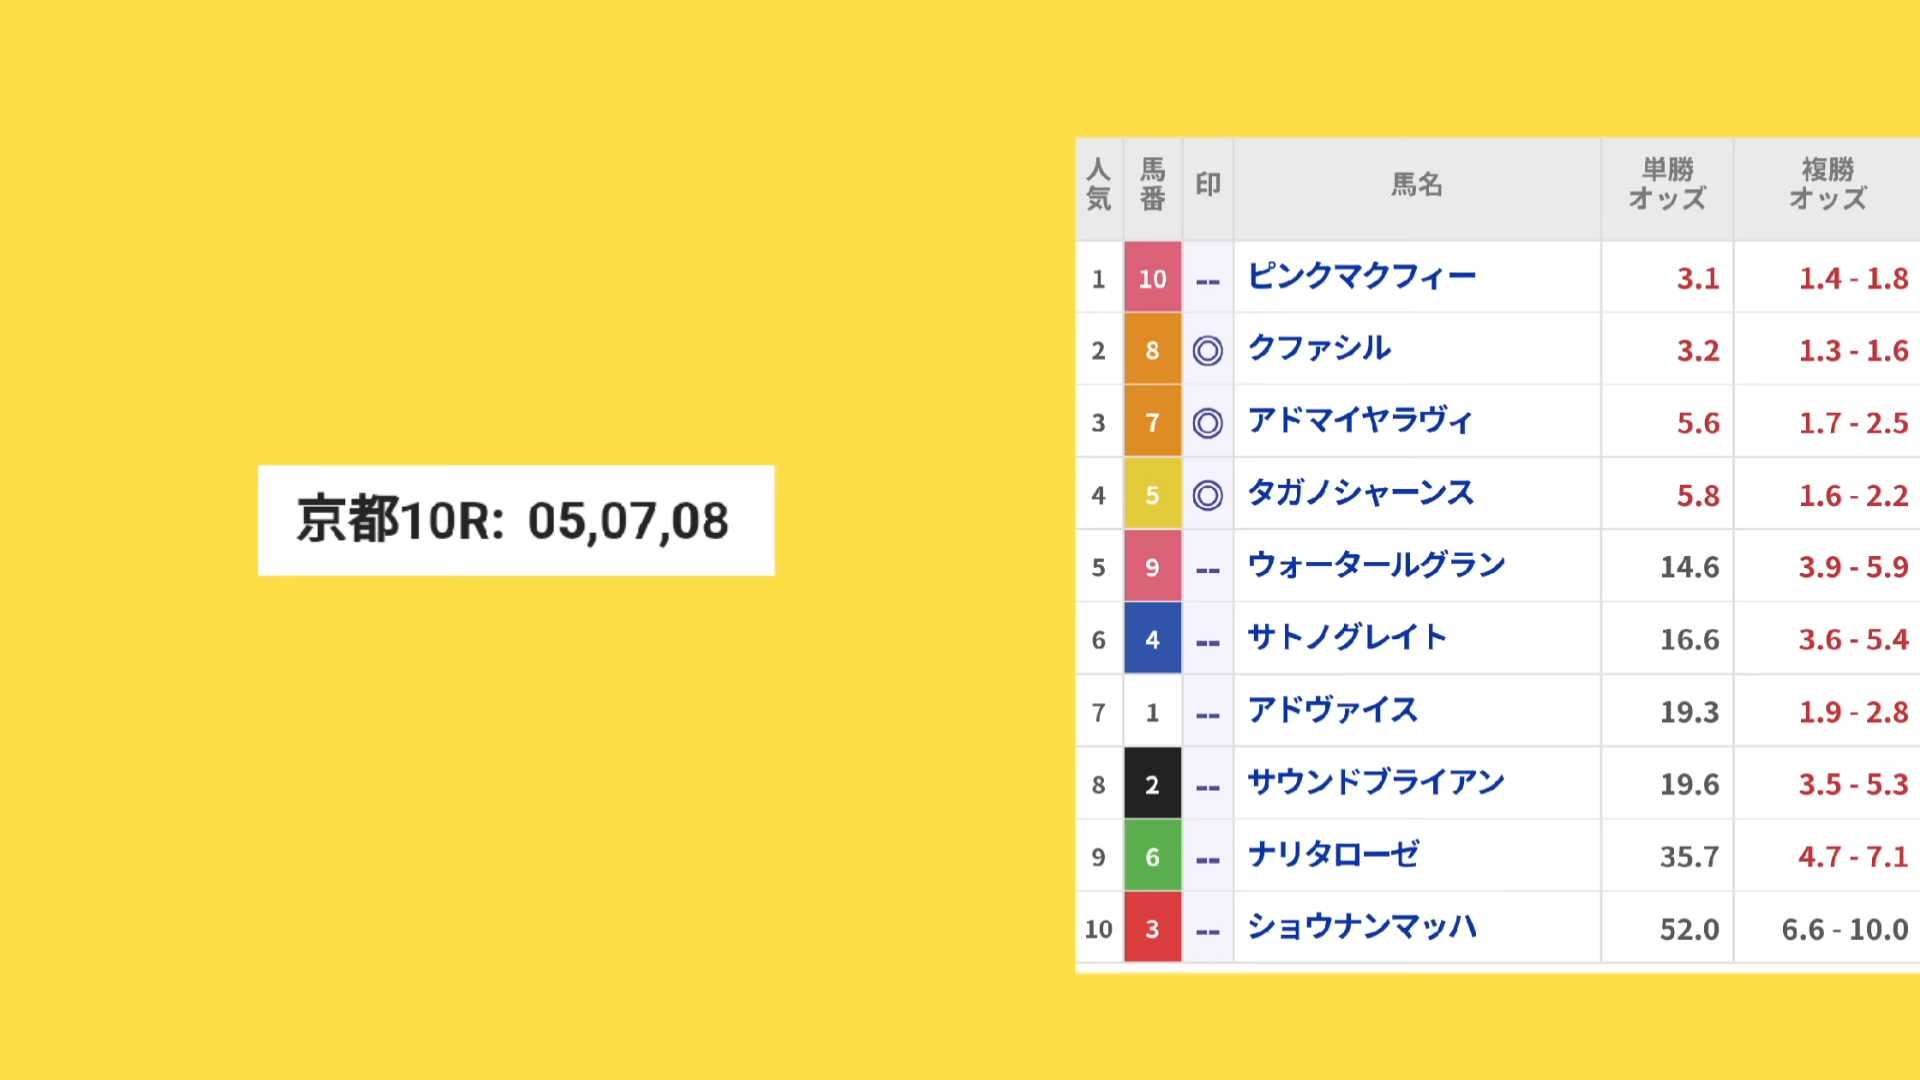 京都10R: 05,07,08
人気 馬番 印 馬名 単勝オッズ 複勝オッズ
1 10 -- ピンクマクフィー 3.1 1.4 - 1.8
2 8 ◎ クファシル 3.2 1.3 - 1.6
3 7 ◎ アドマイヤラヴィ 5.6 1.7 - 2.5
4 5 ◎ タガノシャーンス 5.8 1.6 - 2.2
5 9 -- ウォータールグラン 14.6 3.9 - 5.9
6 4 -- サトノグレイト 16.6 3.6 - 5.4
7 1 -- アドヴァイス 19.3 1.9 - 2.8
8 2 -- サウンドブライアン 19.6 3.5 - 5.3
9 6 -- ナリタローゼ 35.7 4.7 - 7.1
10 3 -- ショウナンマッハ 52.0 6.6 - 10.0